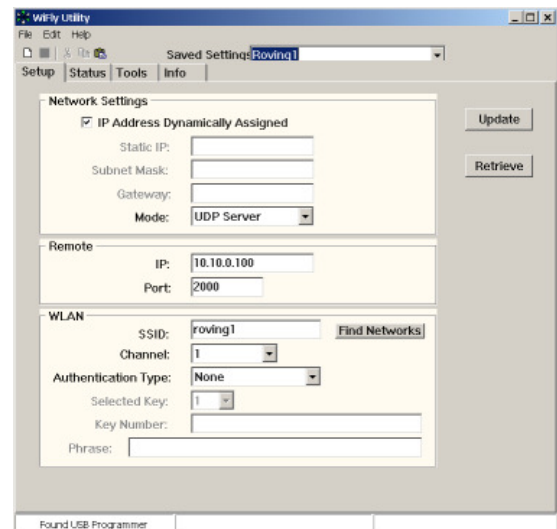 WiFly Utility
File Edit Help
Saved Settings Roving1
Setup Status Tools Info
Network Settings
IP Address Dynamically Assigned
Update
Static IP:
Subnet Mask:
Retrieve
Gateway:
Mode: UDP Server
Remote
IP: 10.10.0.100
Port: 2000
WLAN
SSID: roving1 Find Networks
Channel: 1
Authentication Type: None
Selected Key: 1
Key Number:
Phrase:
Found USB Programmer